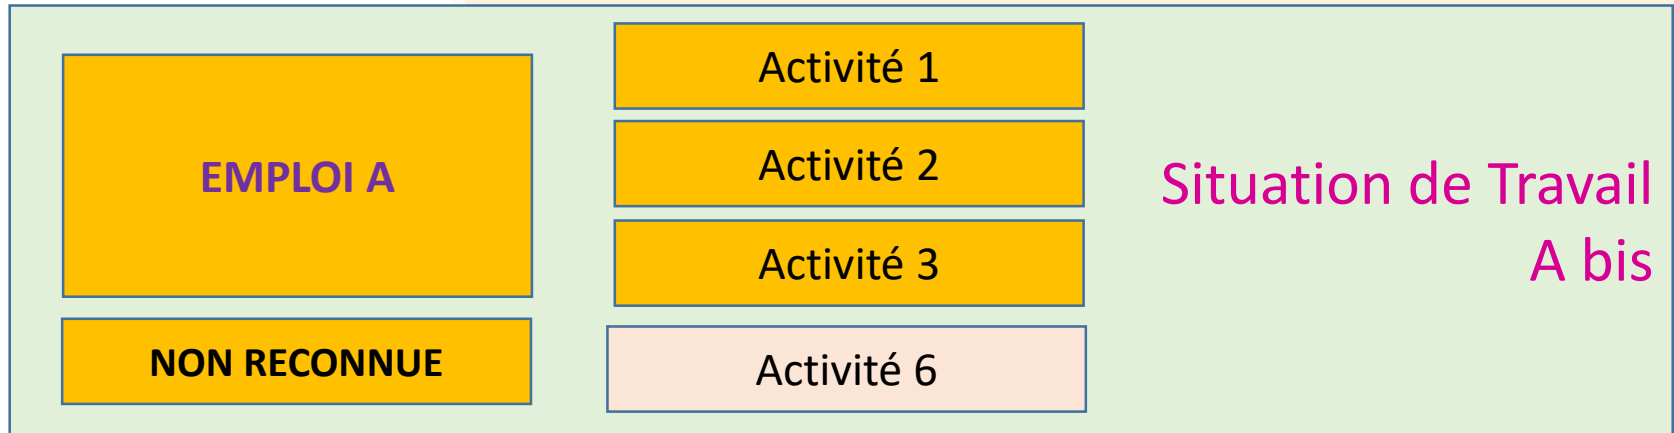 EMPLOI A
NON RECONNUE
Activité 1
Activité 2
Activité 3
Activité 6
Situation de Travail
A bis